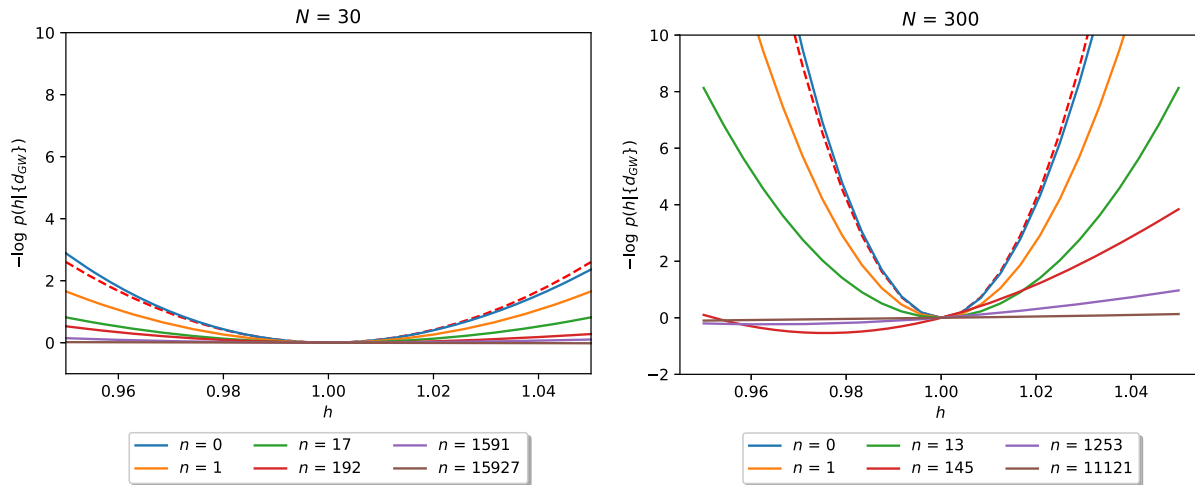 N = 30
10
8
6
4
2
0
−log p(h|{d_GW})
0.96 0.98 1.00 1.02 1.04
h
n = 0 n = 17 n = 1591
n = 1 n = 192 n = 15927
N = 300
10
8
6
4
2
0
−2
−log p(h|{d_GW})
0.96 0.98 1.00 1.02 1.04
h
n = 0 n = 13 n = 1253
n = 1 n = 145 n = 11121